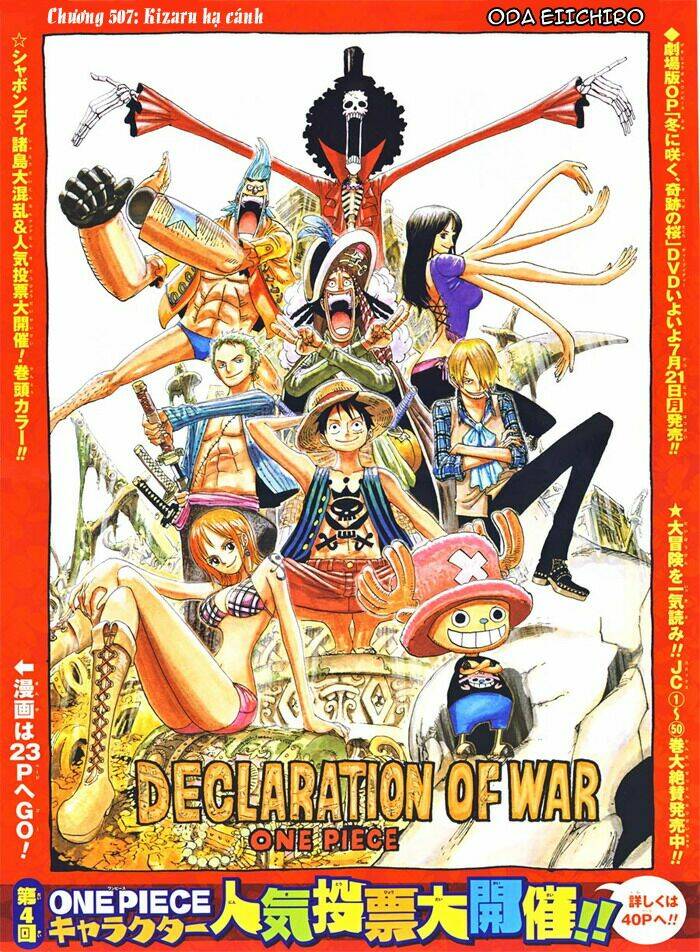 Chương 507: Kizaru hạ cánh
ODA EIICHIRO
◆劇場版OP「冬に咲く、奇跡の桜」DVDいよいよ7月21日(月)発売!!
☆シャボンディ諸島大混乱&人気投票大開催!巻頭カラー!!
★大冒険を一気読み!!JC①~㊿巻大絶賛発売中!!
←漫画は23PへGO!
DECLARATION OF WAR
ONE PIECE
第4回
ONE PIECE
キャラクター
人気投票大開催!!
詳しくは
40Pへ!!